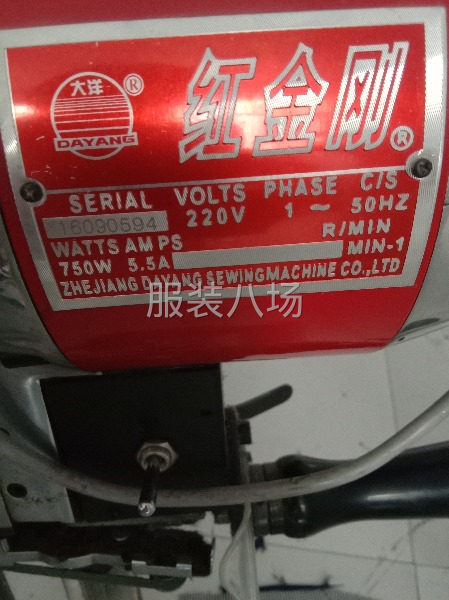 大洋®
DAYANG
红金刚®
SERIAL VOLTS PHASE C/S
16090594 220V 1 ~ 50HZ
WATTS AMPS R/MIN
750W 5.5A MIN-1
ZHEJIANG DAYANG SEWINGMACHINE CO.,LTD
服装八场